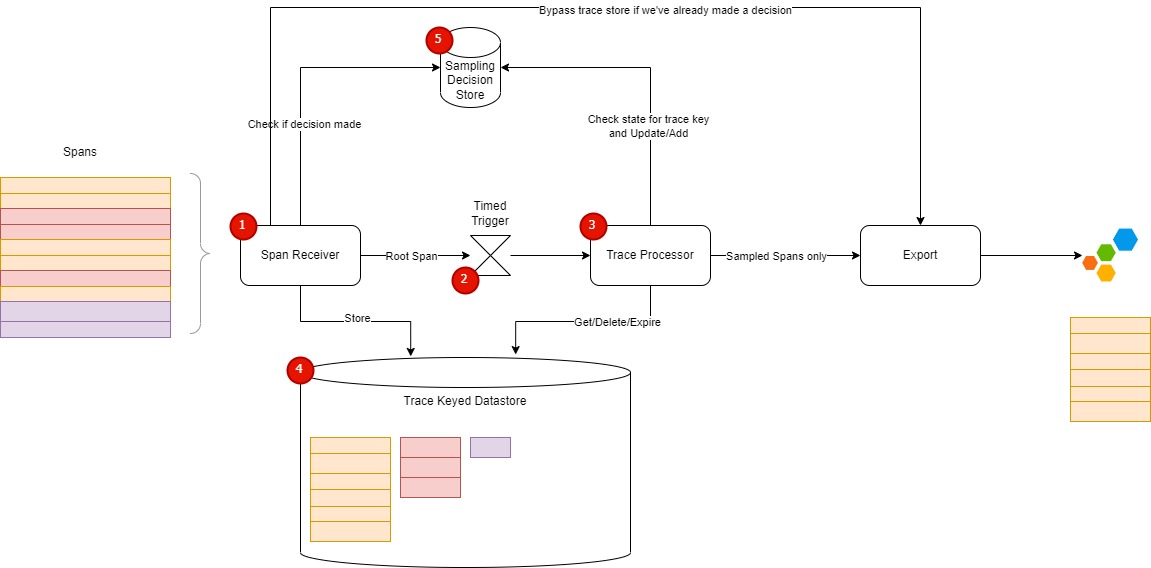 Bypass trace store if we've already made a decision
5
Sampling
Decision
Store
Check if decision made
Check state for trace key
and Update/Add
Spans
Timed
Trigger
1
3
Span Receiver
Root Span
2
Trace Processor
Sampled Spans only
Export
Store
Get/Delete/Expire
4
Trace Keyed Datastore